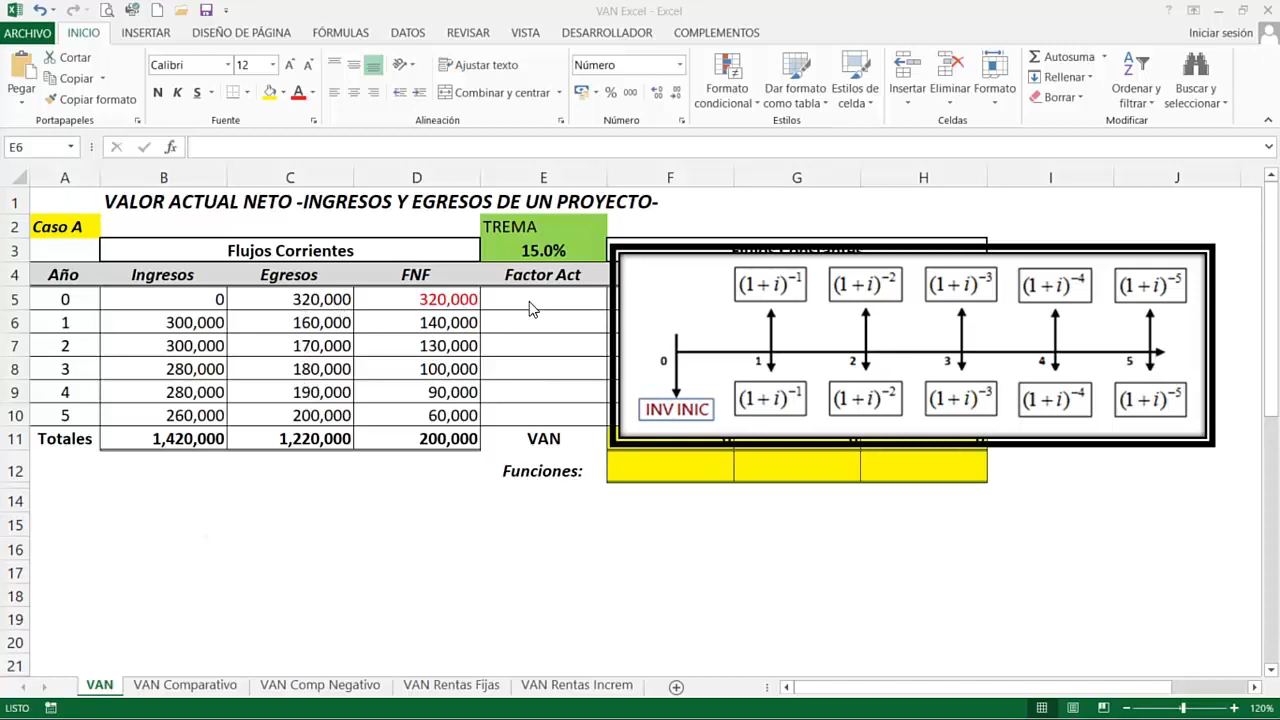 VAN Excel - Excel
ARCHIVO INICIO INSERTAR DISEÑO DE PÁGINA FÓRMULAS DATOS REVISAR VISTA DESARROLLADOR COMPLEMENTOS Iniciar sesión
Pegar
Cortar
Copiar
Copiar formato
Portapapeles
Calibri 12
N K S
Fuente
Ajustar texto
Combinar y centrar
Alineación
Número
% 000
Número
Formato condicional
Dar formato como tabla
Estilos de celda
Estilos
Insertar Eliminar Formato
Celdas
Autosuma
Rellenar
Borrar
Ordenar y filtrar
Buscar y seleccionar
Modificar
E6 fx
A B C D E F G H I J
1 VALOR ACTUAL NETO -INGRESOS Y EGRESOS DE UN PROYECTO-
2 Caso A TREMA
3 Flujos Corrientes 15.0% Flujos Constantes
4 Año Ingresos Egresos FNF Factor Act
5 0 0 320,000 320,000
6 1 300,000 160,000 140,000
7 2 300,000 170,000 130,000
8 3 280,000 180,000 100,000
9 4 280,000 190,000 90,000
10 5 260,000 200,000 60,000
11 Totales 1,420,000 1,220,000 200,000 VAN
12 Funciones:
14
15
16
17
18
19
20
21
(1+i)⁻¹ (1+i)⁻² (1+i)⁻³ (1+i)⁻⁴ (1+i)⁻⁵
0 1 2 3 4 5
INV INIC (1+i)⁻¹ (1+i)⁻² (1+i)⁻³ (1+i)⁻⁴ (1+i)⁻⁵
VAN VAN Comparativo VAN Comp Negativo VAN Rentas Fijas VAN Rentas Increm
LISTO 120%